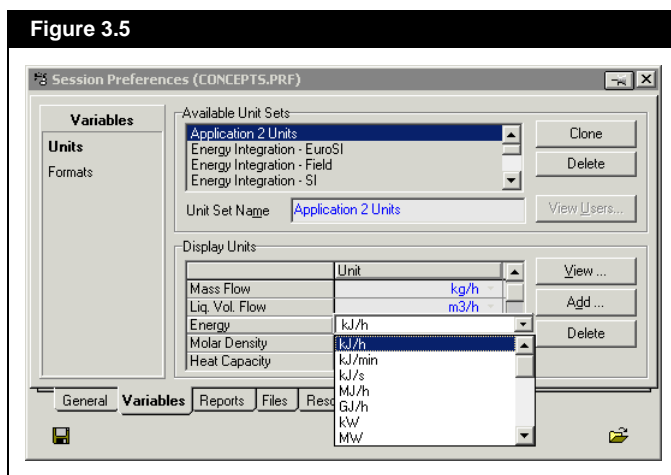 Figure 3.5
Session Preferences (CONCEPTS.PRF)
Variables
Units
Formats
Available Unit Sets
Application 2 Units
Energy Integration - EuroSI
Energy Integration - Field
Energy Integration - SI
Unit Set Name Application 2 Units
Clone
Delete
View Users...
Display Units
Unit
Mass Flow kg/h
Liq. Vol. Flow m3/h
Energy kJ/h
Molar Density
Heat Capacity
kJ/h
kJ/min
kJ/s
MJ/h
GJ/h
kW
MW
View ...
Add ...
Delete
General Variables Reports Files